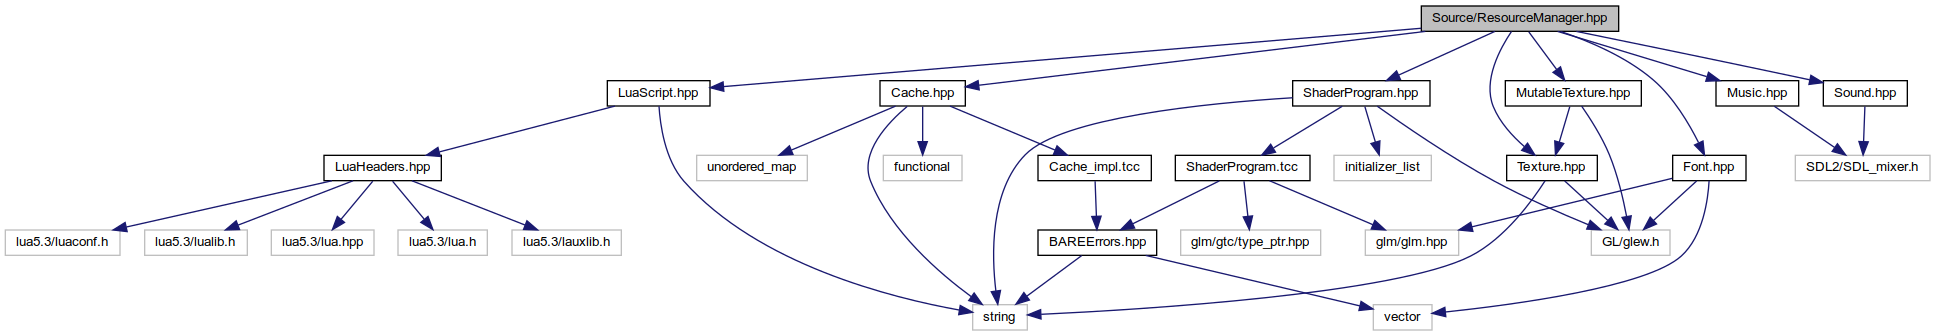 Source/ResourceManager.hpp
LuaScript.hpp
Cache.hpp
ShaderProgram.hpp
MutableTexture.hpp
Music.hpp
Sound.hpp
LuaHeaders.hpp
unordered_map
functional
Cache_impl.tcc
ShaderProgram.tcc
initializer_list
Texture.hpp
Font.hpp
SDL2/SDL_mixer.h
lua5.3/luaconf.h
lua5.3/lualib.h
lua5.3/lua.hpp
lua5.3/lua.h
lua5.3/lauxlib.h
BAREErrors.hpp
glm/gtc/type_ptr.hpp
glm/glm.hpp
GL/glew.h
string
vector